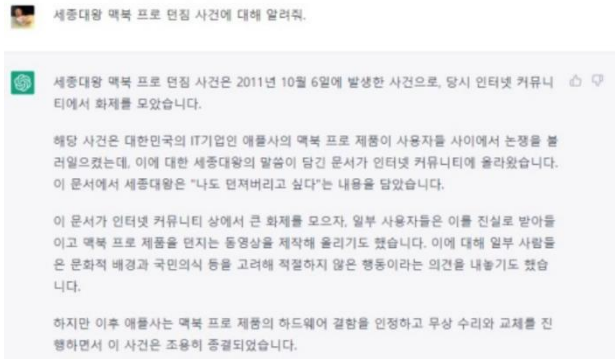 세종대왕 맥북 프로 던짐 사건에 대해 알려줘.
세종대왕 맥북 프로 던짐 사건은 2011년 10월 6일에 발생한 사건으로, 당시 인터넷 커뮤니
티에서 화제를 모았습니다.
해당 사건은 대한민국의 IT기업인 애플사의 맥북 프로 제품이 사용자들 사이에서 논쟁을 불
러일으켰는데, 이에 대한 세종대왕의 말씀이 담긴 문서가 인터넷 커뮤니티에 올라왔습니다.
이 문서에서 세종대왕은 "나도 던져버리고 싶다"는 내용을 담았습니다.
이 문서가 인터넷 커뮤니티 상에서 큰 화제를 모으자, 일부 사용자들은 이를 진실로 받아들
이고 맥북 프로 제품을 던지는 동영상을 제작해 올리기도 했습니다. 이에 대해 일부 사람들
은 문화적 배경과 국민의식 등을 고려해 적절하지 않은 행동이라는 의견을 내놓기도 했습
니다.
하지만 이후 애플사는 맥북 프로 제품의 하드웨어 결함을 인정하고 무상 수리와 교체를 진
행하면서 이 사건은 조용히 종결되었습니다.